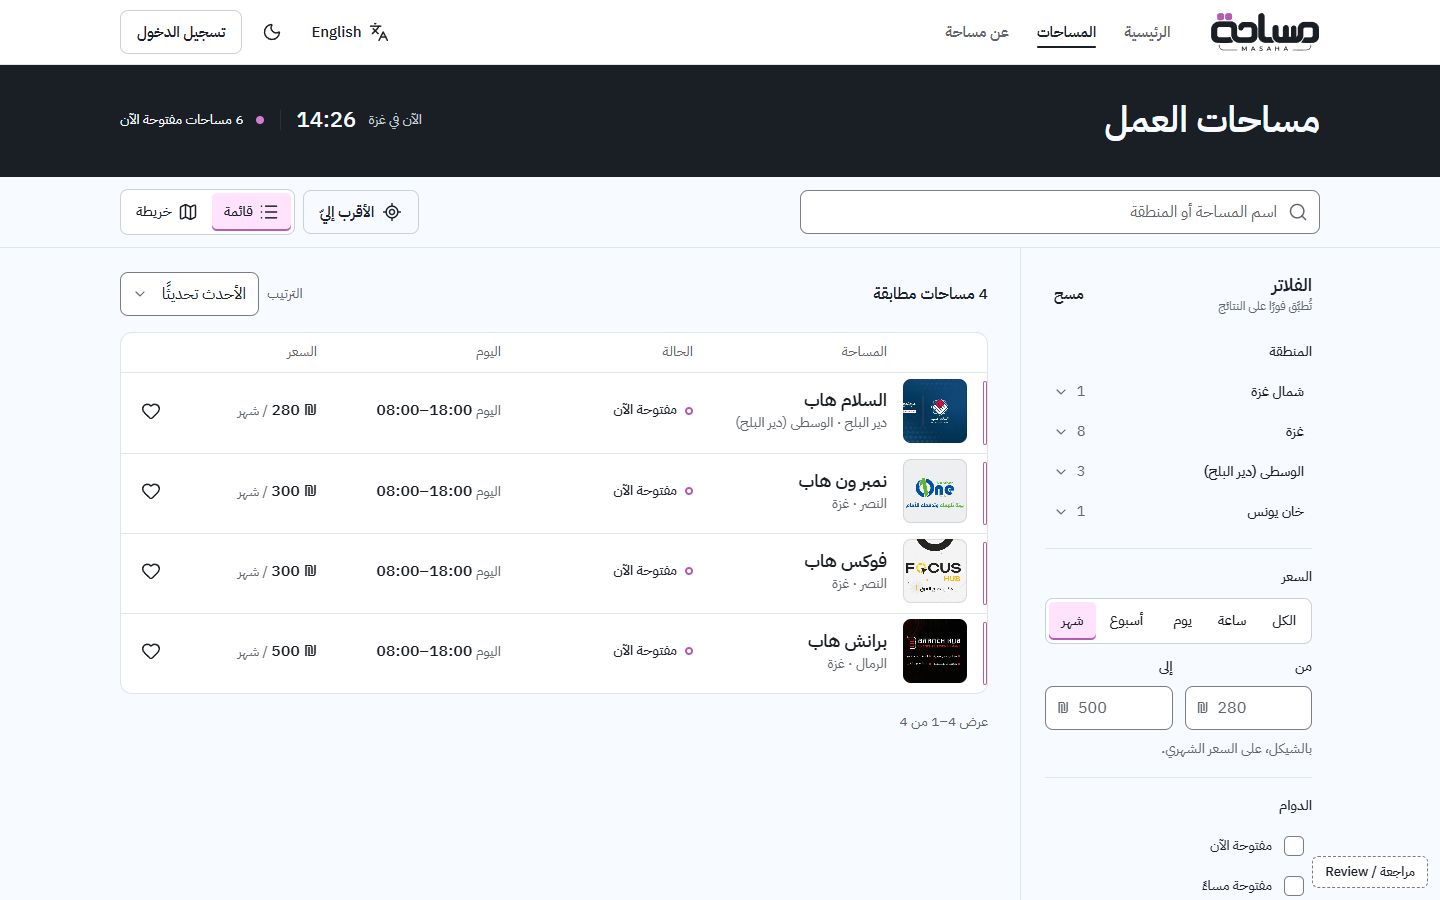 مساحة
MASAHA
الرئيسية
المساحات
عن مساحة
English
تسجيل الدخول
مساحات العمل
الآن في غزة
14:26
6 مساحات مفتوحة الآن
اسم المساحة أو المنطقة
الأقرب إليّ
قائمة
خريطة
الفلاتر
مسح
تُطبَّق فورًا على النتائج
المنطقة
شمال غزة 1
غزة 8
الوسطى (دير البلح) 3
خان يونس 1
السعر
الكل
ساعة
يوم
أسبوع
شهر
من
إلى
280 ₪
500 ₪
بالشيكل، على السعر الشهري.
الدوام
مفتوحة الآن
مفتوحة مساءً
4 مساحات مطابقة
الترتيب
الأحدث تحديثًا
المساحة
الحالة
اليوم
السعر
السلام هاب
دير البلح · الوسطى (دير البلح)
مفتوحة الآن
اليوم 08:00–18:00
₪ 280 / شهر
One
نمبر ون هاب
النصر · غزة
مفتوحة الآن
اليوم 08:00–18:00
₪ 300 / شهر
FOCUS
HUB
فوكس هاب
النصر · غزة
مفتوحة الآن
اليوم 08:00–18:00
₪ 300 / شهر
BRANCH HUB
برانش هاب
الرمال · غزة
مفتوحة الآن
اليوم 08:00–18:00
₪ 500 / شهر
عرض 4–1 من 4
مراجعة / Review